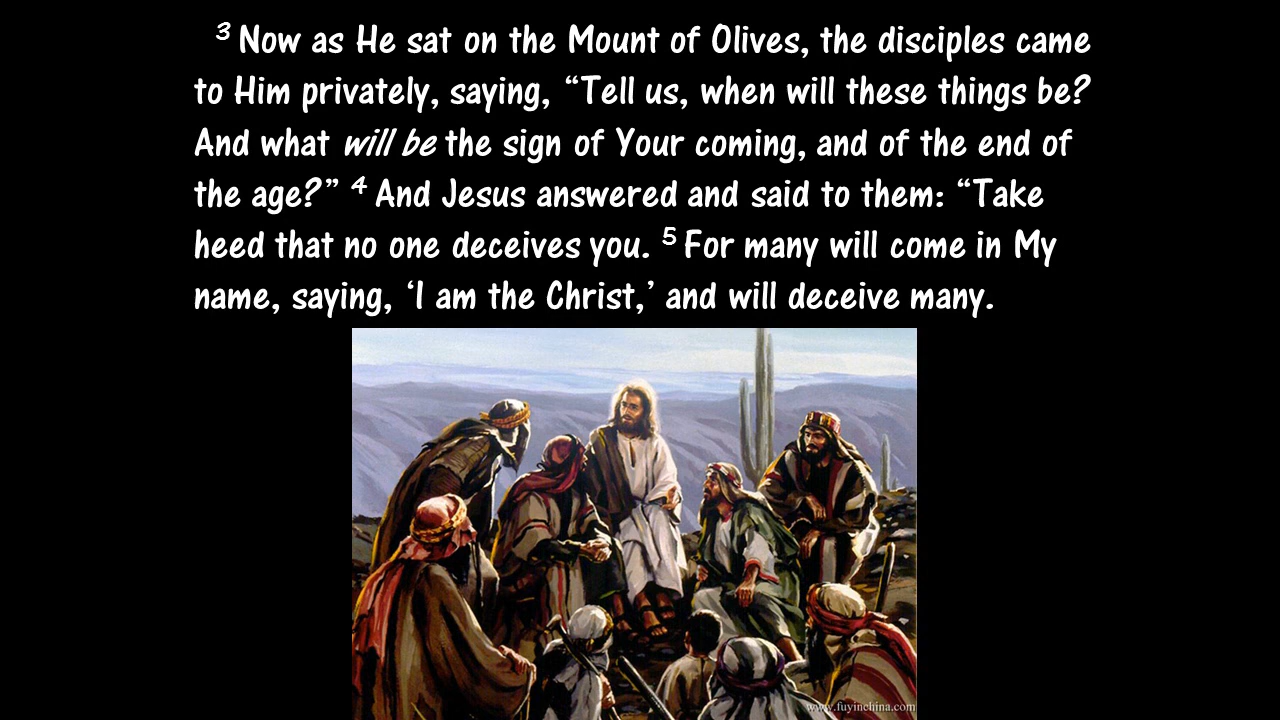 3 Now as He sat on the Mount of Olives, the disciples came
to Him privately, saying, “Tell us, when will these things be?
And what will be the sign of Your coming, and of the end of
the age?” 4 And Jesus answered and said to them: “Take
heed that no one deceives you. 5 For many will come in My
name, saying, ‘I am the Christ,’ and will deceive many.
www.fuyinchina.com